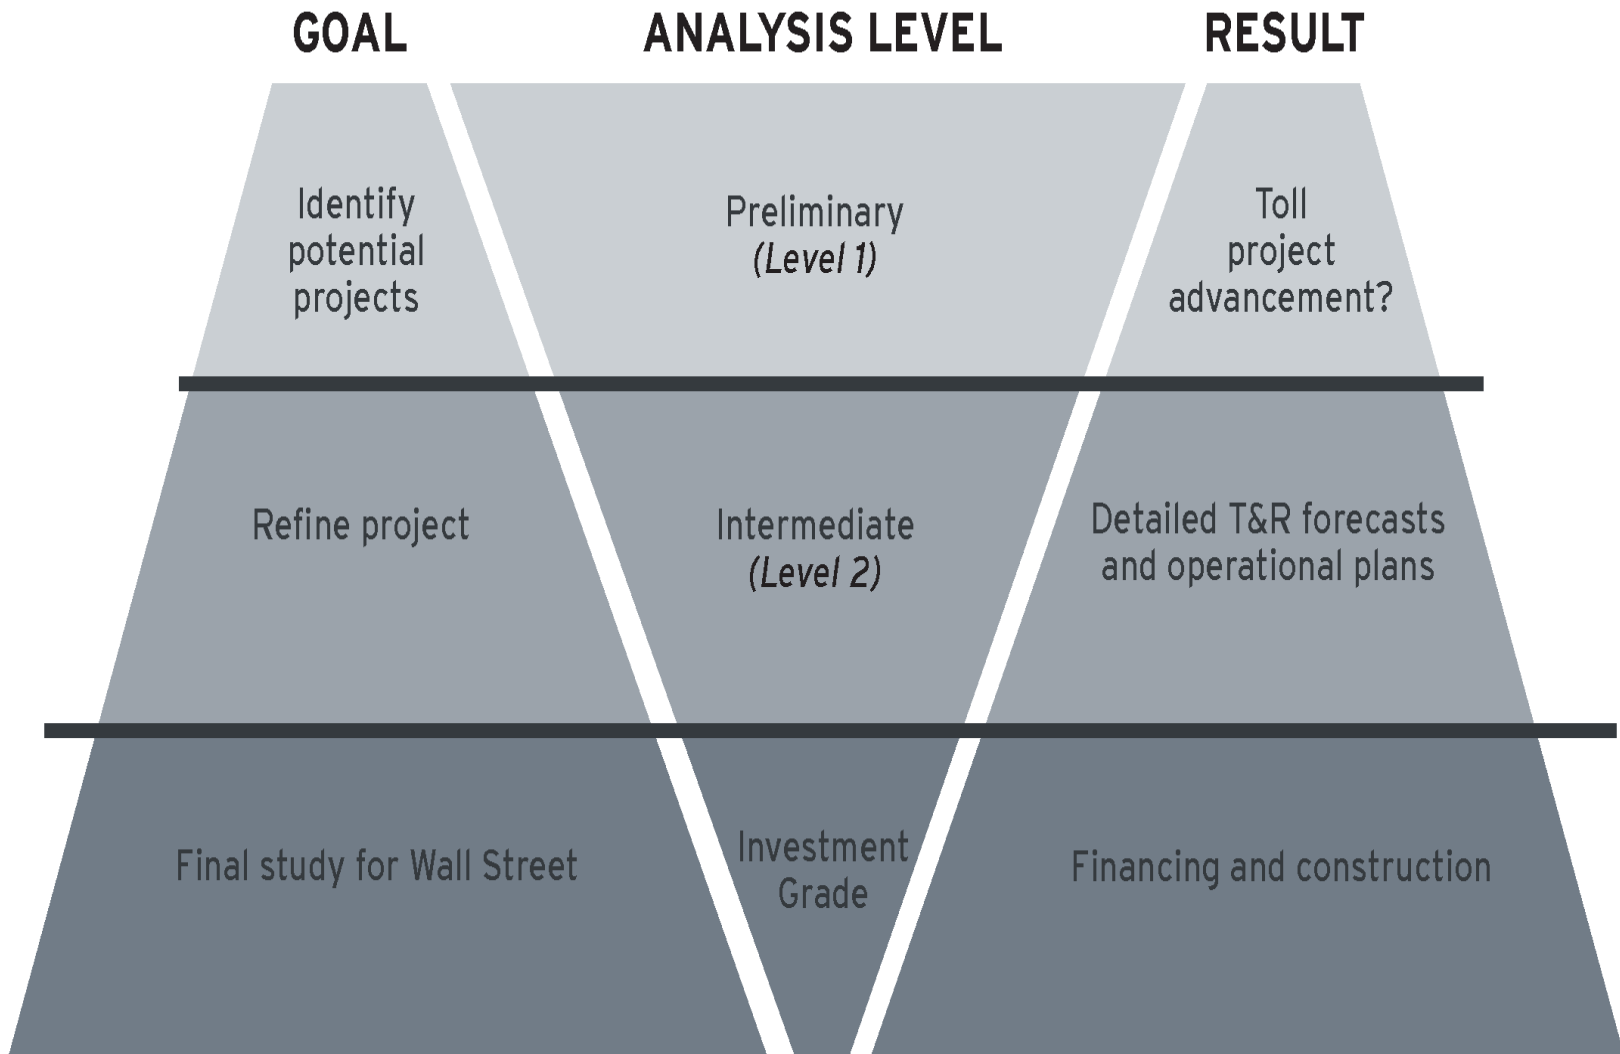 GOAL
ANALYSIS LEVEL
RESULT
Identify
potential
projects
Preliminary
(Level 1)
Toll
project
advancement?
Refine project
Intermediate
(Level 2)
Detailed T&R forecasts
and operational plans
Final study for Wall Street
Investment
Grade
Financing and construction